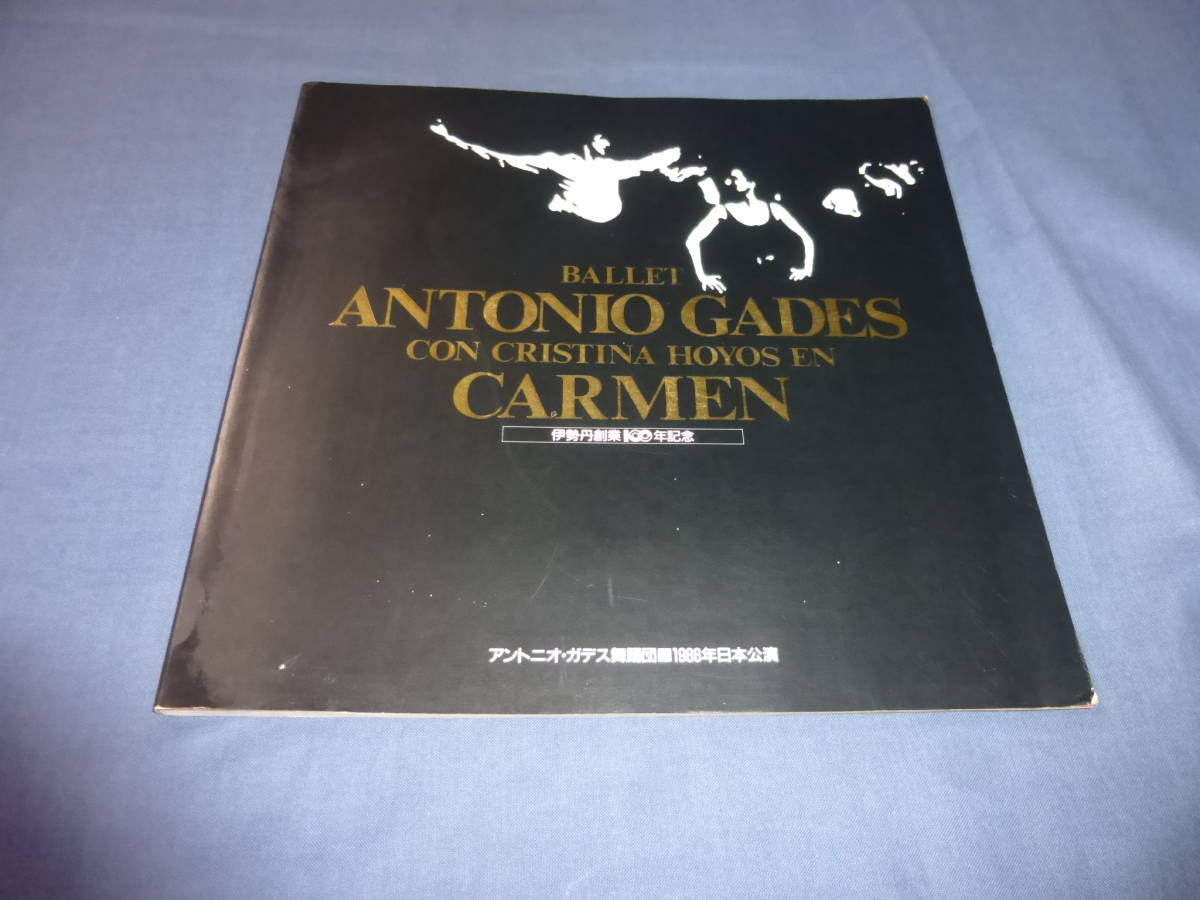 BALLET
ANTONIO GADES
CON CRISTINA HOYOS EN
CARMEN
伊勢丹創業100年記念
アントニオ・ガデス舞踊団■1986年日本公演